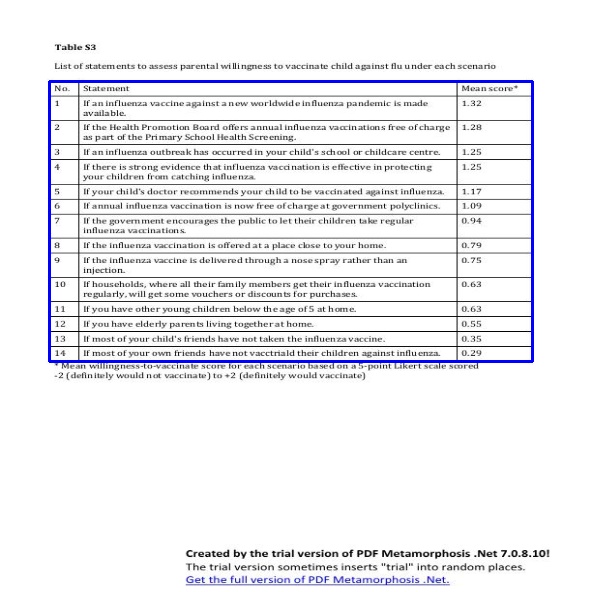 Table S3
List of statements to assess parental willingness to vaccinate child against flu under each scenario
No. Statement Mean score*
1 If an influenza vaccine against a new worldwide influenza pandemic is made 1.32
available.
2 If the Health Promotion Board offers annual influenza vaccinations free of charge 1.28
as part of the Primary School Health Screening.
3 If an influenza outbreak has occurred in your child's school or childcare centre. 1.25
4 If there is strong evidence that influenza vaccination is effective in protecting 1.25
your children from catching influenza.
5 If your child's doctor recommends your child to be vaccinated against influenza. 1.17
6 If annual influenza vaccination is now free of charge at government polyclinics. 1.09
7 If the government encourages the public to let their children take regular 0.94
influenza vaccinations.
8 If the influenza vaccination is offered at a place close to your home. 0.79
9 If the influenza vaccine is delivered through a nose spray rather than an 0.75
injection.
10 If households, where all their family members get their influenza vaccination 0.63
regularly, will get some vouchers or discounts for purchases.
11 If you have other young children below the age of 5 at home. 0.63
12 If you have elderly parents living together at home. 0.55
13 If most of your child's friends have not taken the influenza vaccine. 0.35
14 If most of your own friends have not vacctriald their children against influenza. 0.29
* Mean willingness-to-vaccinate score for each scenario based on a 5-point Likert scale scored
-2 (definitely would not vaccinate) to +2 (definitely would vaccinate)
Created by the trial version of PDF Metamorphosis .Net 7.0.8.10!
The trial version sometimes inserts "trial" into random places.
Get the full version of PDF Metamorphosis .Net.